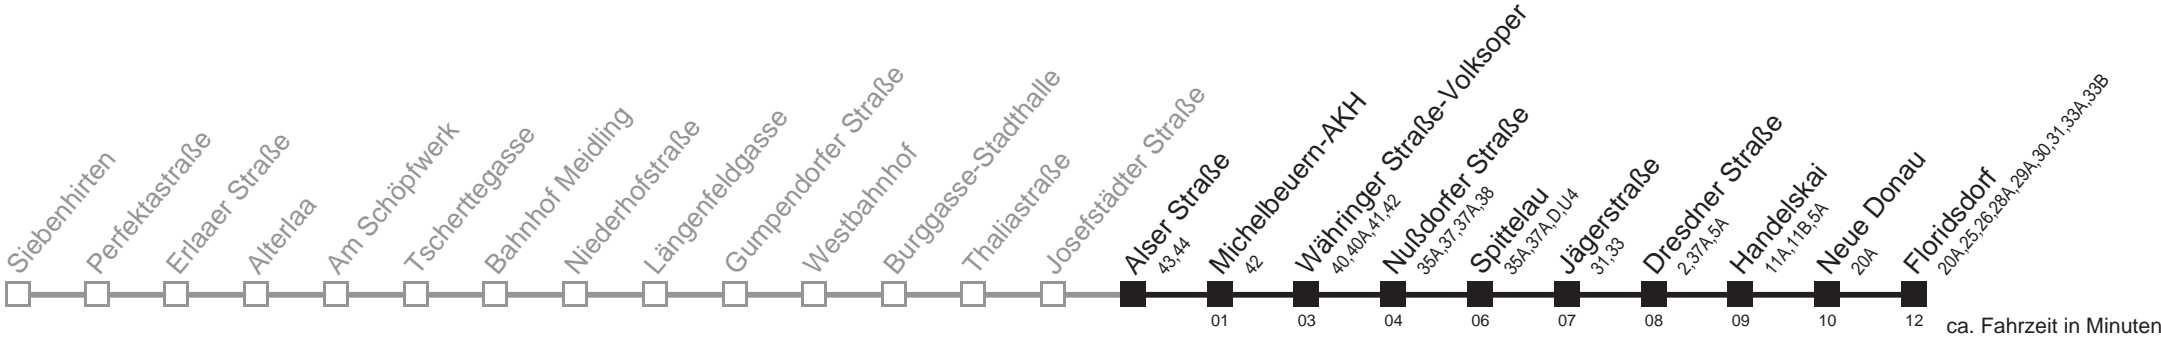 Siebenhirten
Perfektastraße
Erlaaer Straße
Alterlaa
Am Schöpfwerk
Tscherttegasse
Bahnhof Meidling
Niederhofstraße
Längenfeldgasse
Gumpendorfer Straße
Westbahnhof
Burggasse-Stadthalle
Thaliastraße
Josefstädter Straße
Alser Straße
43,44
Michelbeuern-AKH
42
Währinger Straße-Volksoper
40,40A,41,42
Nußdorfer Straße
35A,37,37A,38
Spittelau
35A,37A,D,U4
Jägerstraße
31,33
Dresdner Straße
2,37A,5A
Handelskai
11A,11B,5A
Neue Donau
20A
Floridsdorf
20A,25,26,28A,29A,30,31,33A,33B
01 03 04 06 07 08 09 10 12 ca. Fahrzeit in Minuten